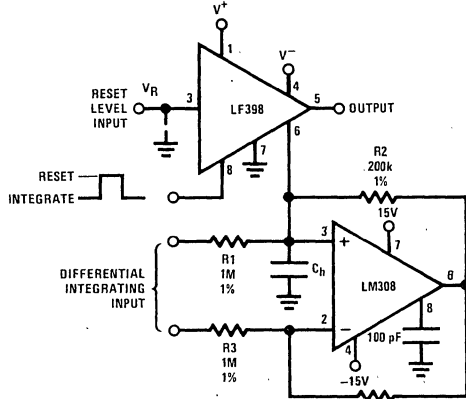 V+
1
V−
4
RESET
LEVEL
INPUT
VR
3
LF398
5
OUTPUT
6
7
8
RESET
INTEGRATE
R2
200k
1%
15V
7
DIFFERENTIAL
INTEGRATING
INPUT
R1
1M
1%
Ch
3
+
LM308
6
2
−
8
100 pF
4
−15V
R3
1M
1%